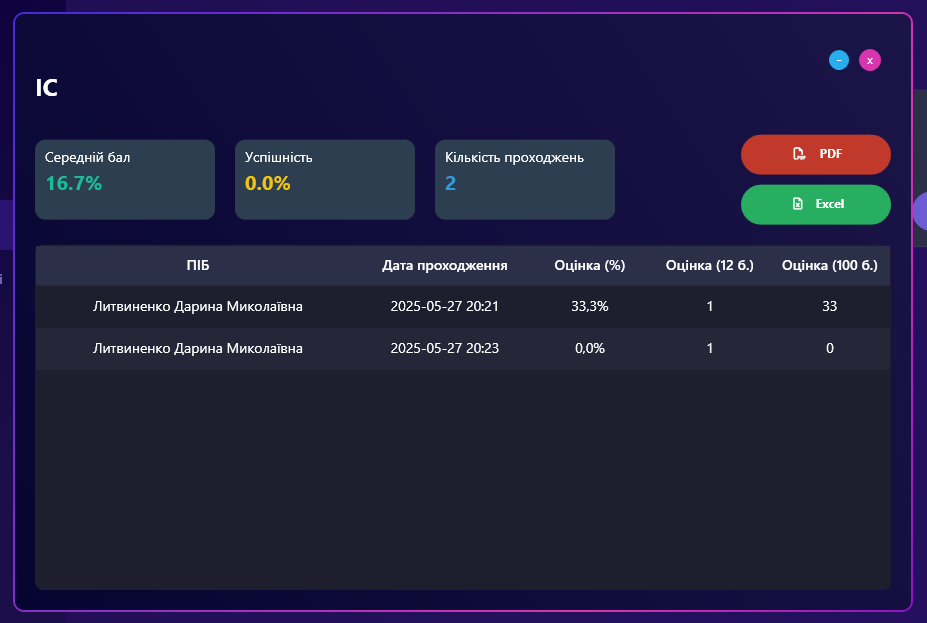 –
x
ІС
Середній бал
16.7%
Успішність
0.0%
Кількість проходжень
2
PDF
Excel
ПІБ Дата проходження Оцінка (%) Оцінка (12 б.) Оцінка (100 б.)
Литвиненко Дарина Миколаївна 2025-05-27 20:21 33,3% 1 33
Литвиненко Дарина Миколаївна 2025-05-27 20:23 0,0% 1 0